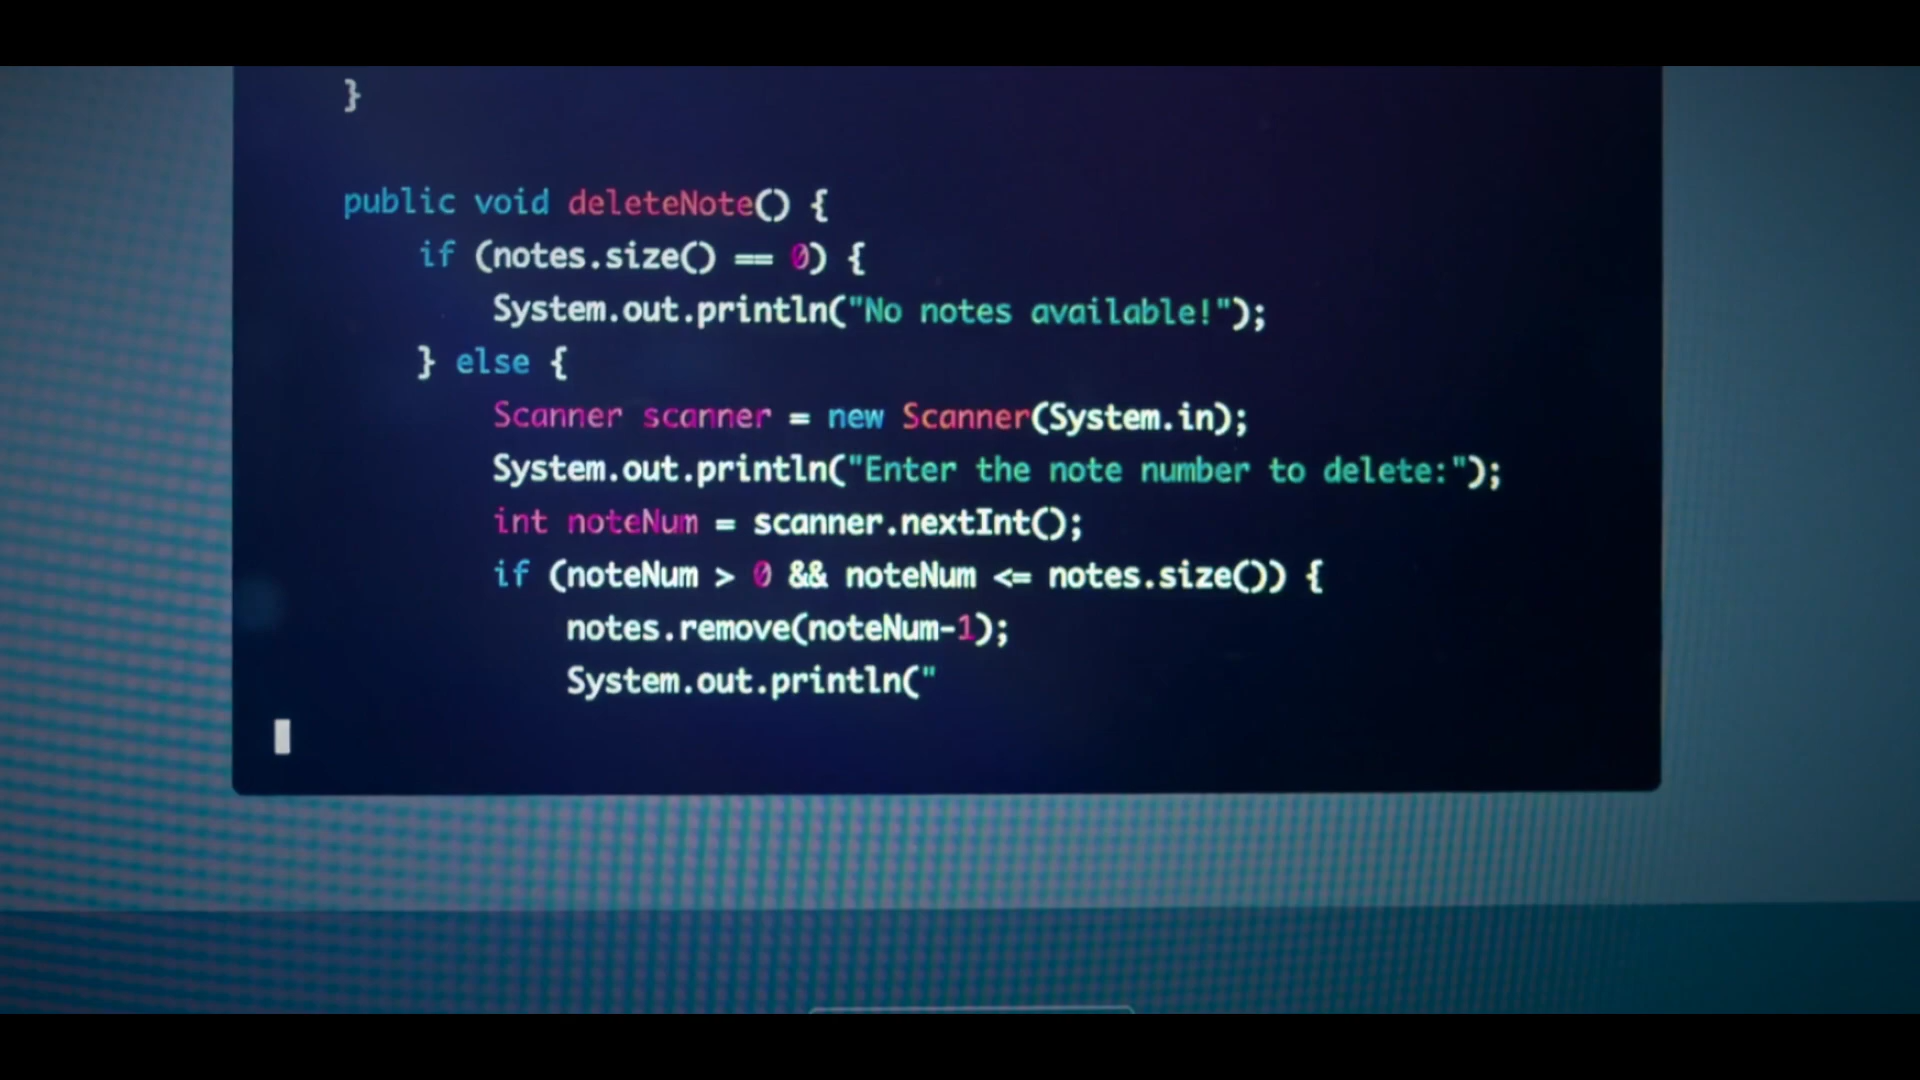 }
public void deleteNote() {
if (notes.size() == 0) {
System.out.println("No notes available!");
} else {
Scanner scanner = new Scanner(System.in);
System.out.println("Enter the note number to delete:");
int noteNum = scanner.nextInt();
if (noteNum > 0 && noteNum <= notes.size()) {
notes.remove(noteNum-1);
System.out.println("